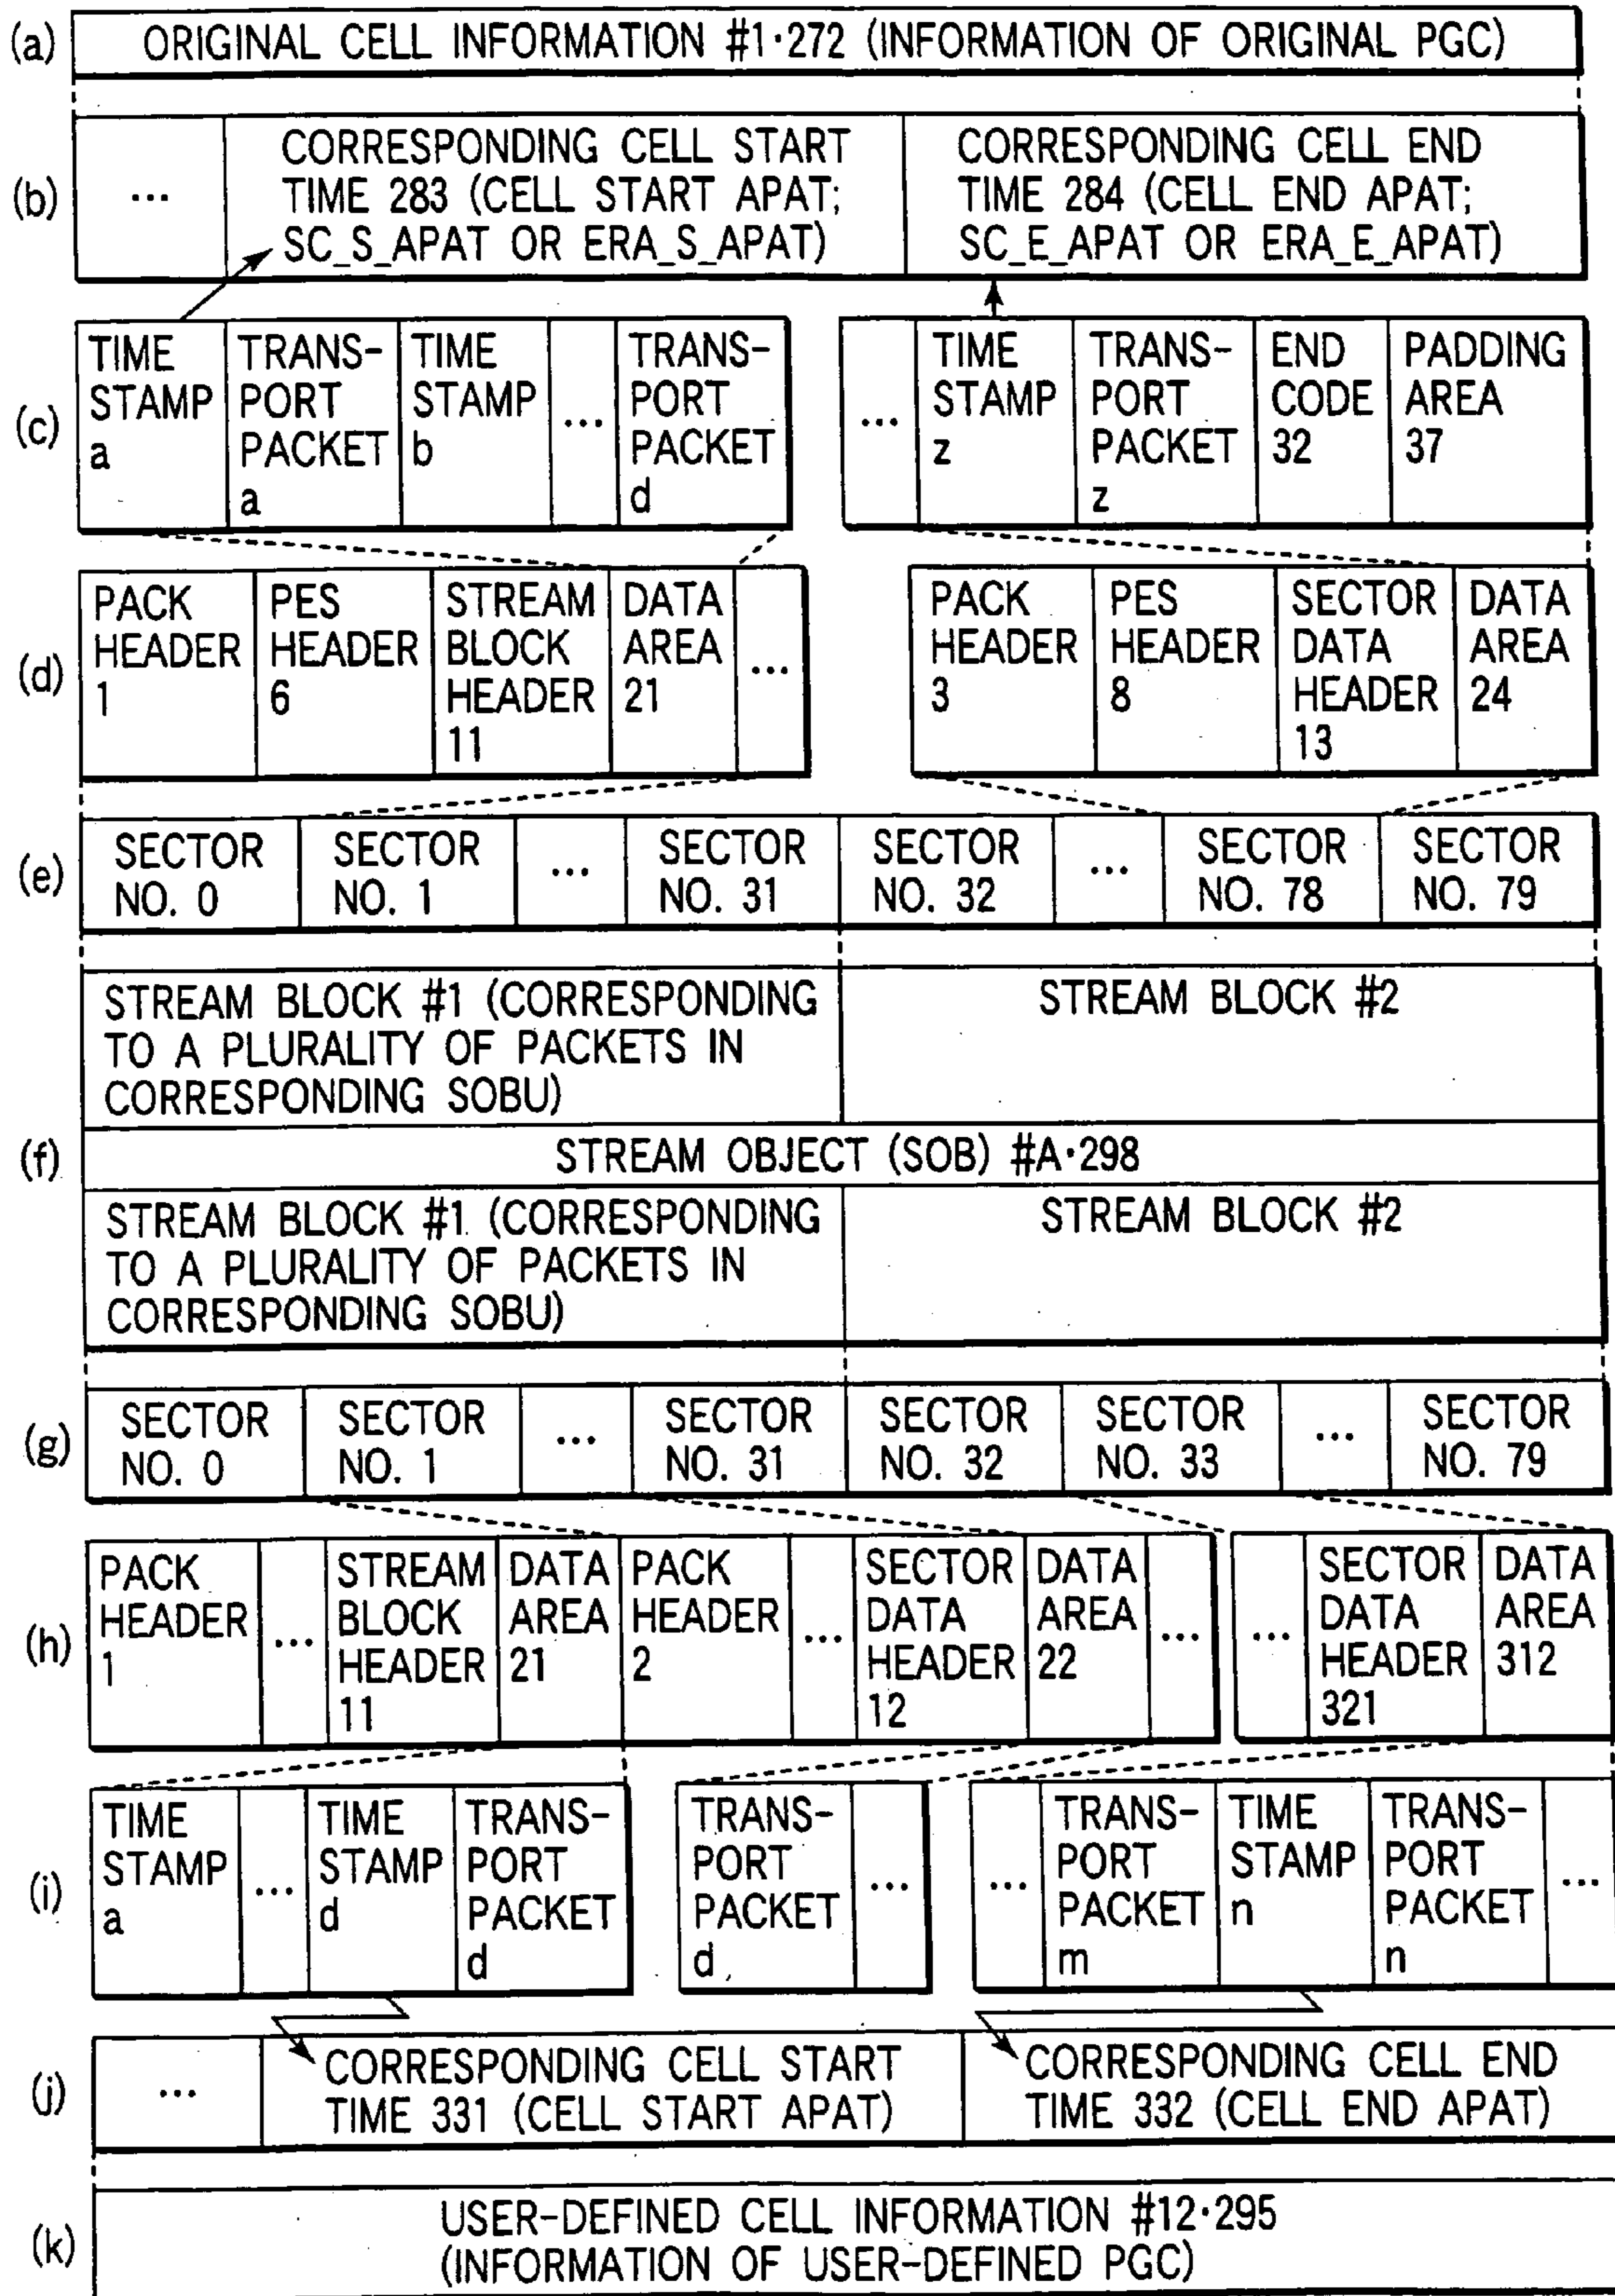 (a) ORIGINAL CELL INFORMATION #1·272 (INFORMATION OF ORIGINAL PGC)
(b)
...
CORRESPONDING CELL START
TIME 283 (CELL START APAT;
SC_S_APAT OR ERA_S_APAT)
CORRESPONDING CELL END
TIME 284 (CELL END APAT;
SC_E_APAT OR ERA_E_APAT)
(c)
TIME
STAMP
a
TRANS-
PORT
PACKET
a
TIME
STAMP
b
...
TRANS-
PORT
PACKET
d
...
TIME
STAMP
z
TRANS-
PORT
PACKET
z
END
CODE
32
PADDING
AREA
37
(d)
PACK
HEADER
1
PES
HEADER
6
STREAM
BLOCK
HEADER
11
DATA
AREA
21
...
PACK
HEADER
3
PES
HEADER
8
SECTOR
DATA
HEADER
13
DATA
AREA
24
(e)
SECTOR
NO. 0
SECTOR
NO. 1
...
SECTOR
NO. 31
SECTOR
NO. 32
...
SECTOR
NO. 78
SECTOR
NO. 79
STREAM BLOCK #1 (CORRESPONDING
TO A PLURALITY OF PACKETS IN
CORRESPONDING SOBU)
STREAM BLOCK #2
(f)
STREAM OBJECT (SOB) #A·298
STREAM BLOCK #1 (CORRESPONDING
TO A PLURALITY OF PACKETS IN
CORRESPONDING SOBU)
STREAM BLOCK #2
(g)
SECTOR
NO. 0
SECTOR
NO. 1
...
SECTOR
NO. 31
SECTOR
NO. 32
SECTOR
NO. 33
...
SECTOR
NO. 79
(h)
PACK
HEADER
1
...
STREAM
BLOCK
HEADER
11
DATA
AREA
21
PACK
HEADER
2
...
SECTOR
DATA
HEADER
12
DATA
AREA
22
...
...
SECTOR
DATA
HEADER
321
DATA
AREA
312
(i)
TIME
STAMP
a
...
TIME
STAMP
d
TRANS-
PORT
PACKET
d
TRANS-
PORT
PACKET
d
...
...
TRANS-
PORT
PACKET
m
TIME
STAMP
n
TRANS-
PORT
PACKET
n
...
(j)
...
CORRESPONDING CELL START
TIME 331 (CELL START APAT)
CORRESPONDING CELL END
TIME 332 (CELL END APAT)
(k)
USER-DEFINED CELL INFORMATION #12·295
(INFORMATION OF USER-DEFINED PGC)